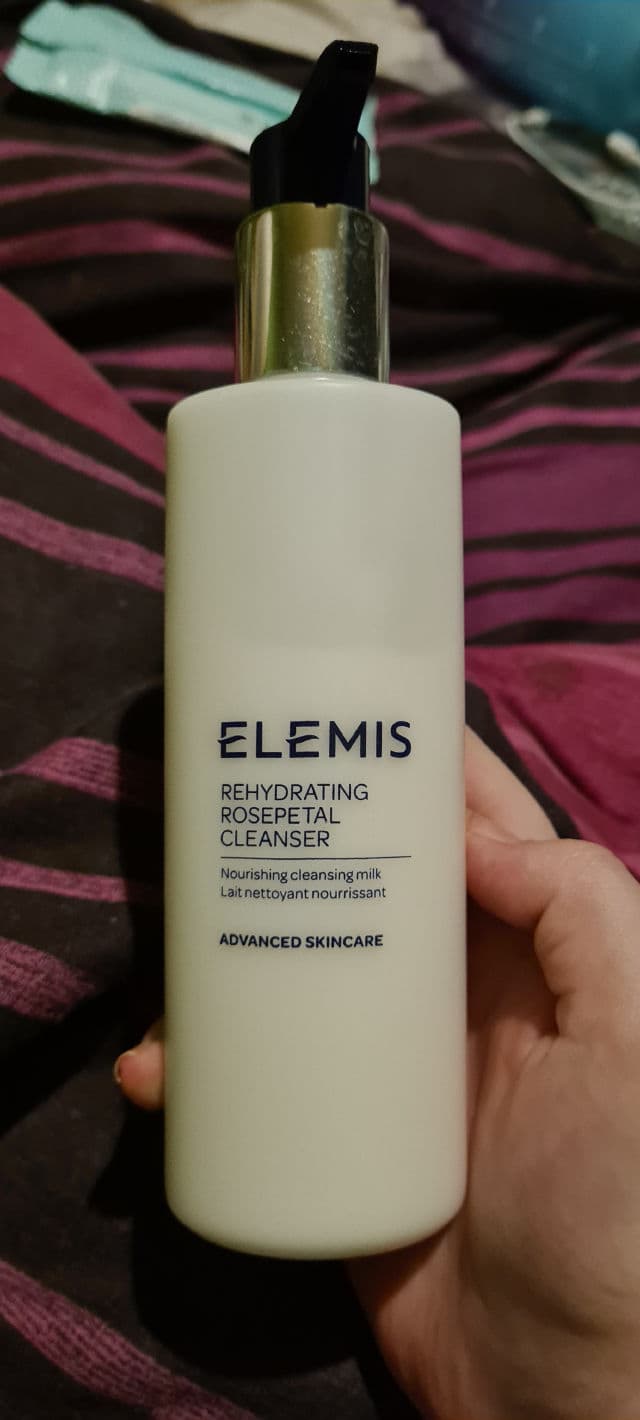 ELEMIS
REHYDRATING
ROSEPETAL
CLEANSER
Nourishing cleansing milk
Lait nettoyant nourrissant
ADVANCED SKINCARE